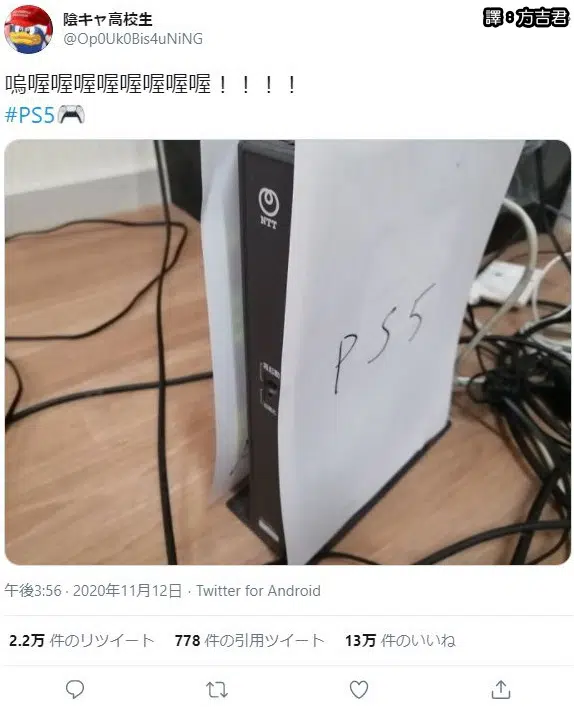 陰キャ高校生
譯:方吉君
@Op0Uk0Bis4uNiNG
嗚喔喔喔喔喔喔喔喔！！！！
#PS5🎮
NTT
PS5
午後3:56 · 2020年11月12日 · Twitter for Android
2.2万 件のリツイート 778 件の引用ツイート 13万 件のいいね